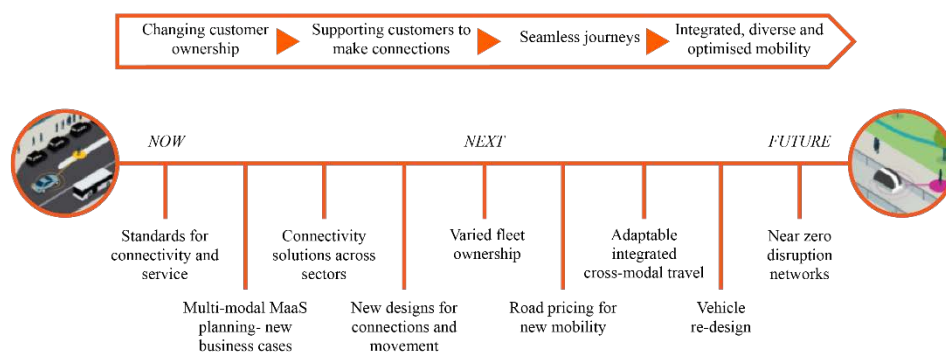 Changing customer
ownership
Supporting customers to
make connections
Seamless journeys
Integrated, diverse and
optimised mobility
NOW
NEXT
FUTURE
Standards for
connectivity and
service
Connectivity
solutions across
sectors
Varied fleet
ownership
Adaptable
integrated
cross-modal travel
Near zero
disruption
networks
Multi-modal MaaS
planning- new
business cases
New designs for
connections and
movement
Road pricing for
new mobility
Vehicle
re-design